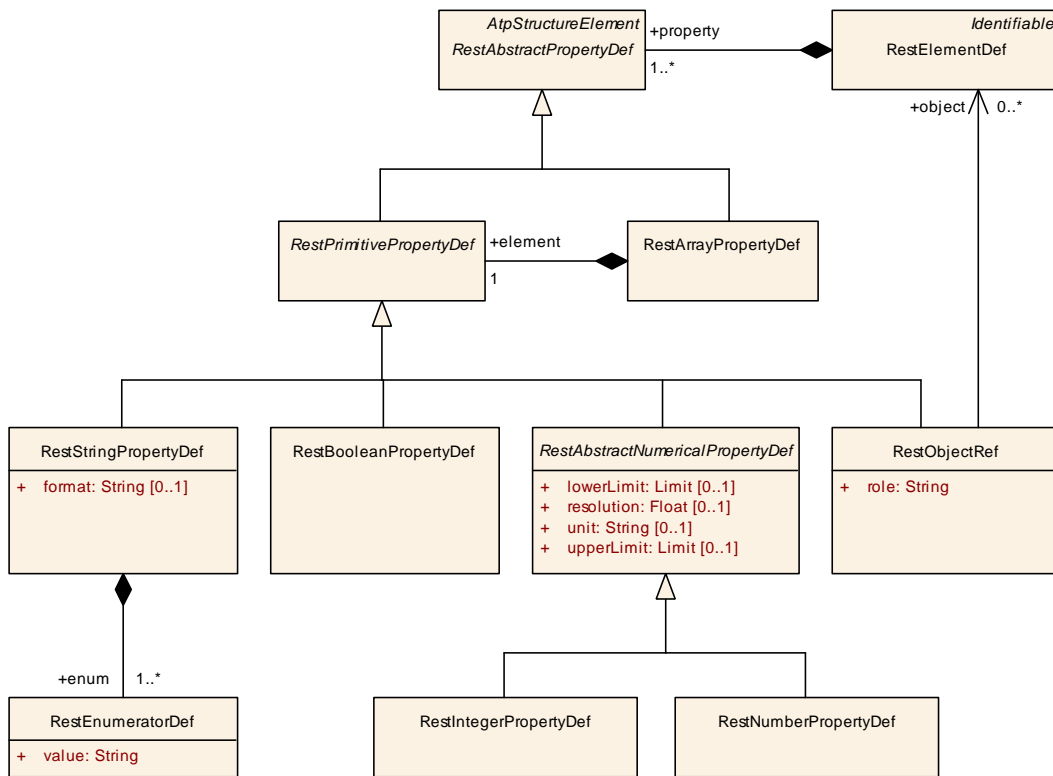 AtpStructureElement
RestAbstractPropertyDef
+property
1..*
Identifiable
RestElementDef
+object
0..*
RestPrimitivePropertyDef
+element
1
RestArrayPropertyDef
RestStringPropertyDef
+ format: String [0..1]
RestBooleanPropertyDef
RestAbstractNumericalPropertyDef
+ lowerLimit: Limit [0..1]
+ resolution: Float [0..1]
+ unit: String [0..1]
+ upperLimit: Limit [0..1]
RestObjectRef
+ role: String
+enum
1..*
RestEnumeratorDef
+ value: String
RestIntegerPropertyDef
RestNumberPropertyDef